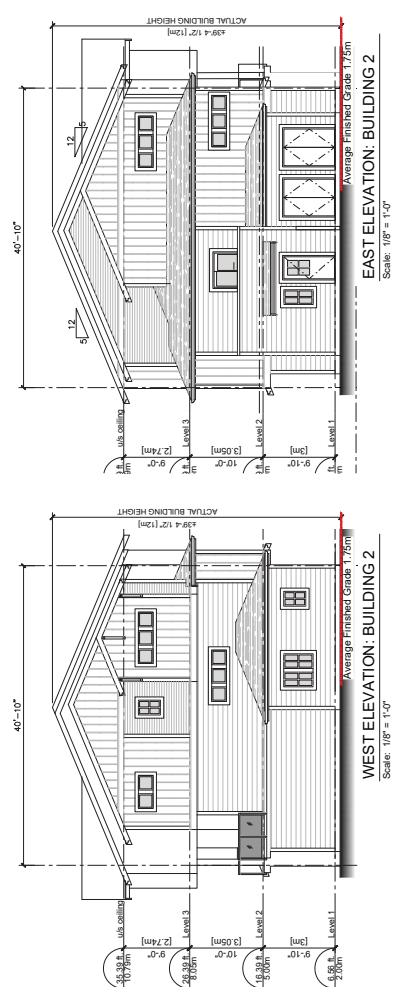 40'-10"
12
5
12
5
ACTUAL BUILDING HEIGHT
±39'-4 1/2" [12m]
u/s ceiling
9'-0"
[2.74m]
Level 3
10'-0"
[3.05m]
Level 2
9'-10"
[3m]
Level 1
Average Finished Grade 1.75m
EAST ELEVATION: BUILDING 2
Scale: 1/8" = 1'-0"
40'-10"
ACTUAL BUILDING HEIGHT
±39'-4 1/2" [12m]
35.39 ft.
10.79m
u/s ceiling
9'-0"
[2.74m]
26.39 ft.
8.05m
Level 3
10'-0"
[3.05m]
16.39 ft.
5.00m
Level 2
9'-10"
[3m]
6.56 ft.
2.00m
Level 1
Average Finished Grade 1.75m
WEST ELEVATION: BUILDING 2
Scale: 1/8" = 1'-0"